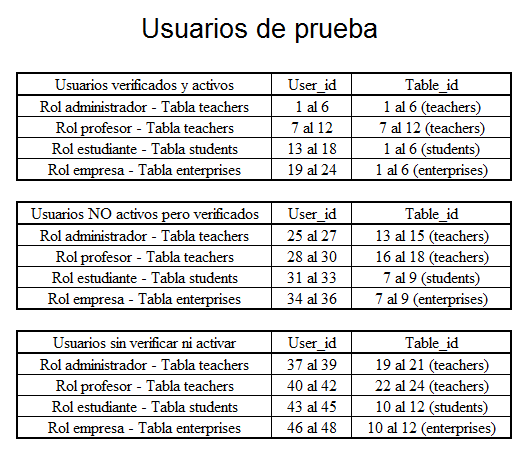 Usuarios de prueba
Usuarios verificados y activos User_id Table_id
Rol administrador - Tabla teachers 1 al 6 1 al 6 (teachers)
Rol profesor - Tabla teachers 7 al 12 7 al 12 (teachers)
Rol estudiante - Tabla students 13 al 18 1 al 6 (students)
Rol empresa - Tabla enterprises 19 al 24 1 al 6 (enterprises)
Usuarios NO activos pero verificados User_id Table_id
Rol administrador - Tabla teachers 25 al 27 13 al 15 (teachers)
Rol profesor - Tabla teachers 28 al 30 16 al 18 (teachers)
Rol estudiante - Tabla students 31 al 33 7 al 9 (students)
Rol empresa - Tabla enterprises 34 al 36 7 al 9 (enterprises)
Usuarios sin verificar ni activar User_id Table_id
Rol administrador - Tabla teachers 37 al 39 19 al 21 (teachers)
Rol profesor - Tabla teachers 40 al 42 22 al 24 (teachers)
Rol estudiante - Tabla students 43 al 45 10 al 12 (students)
Rol empresa - Tabla enterprises 46 al 48 10 al 12 (enterprises)